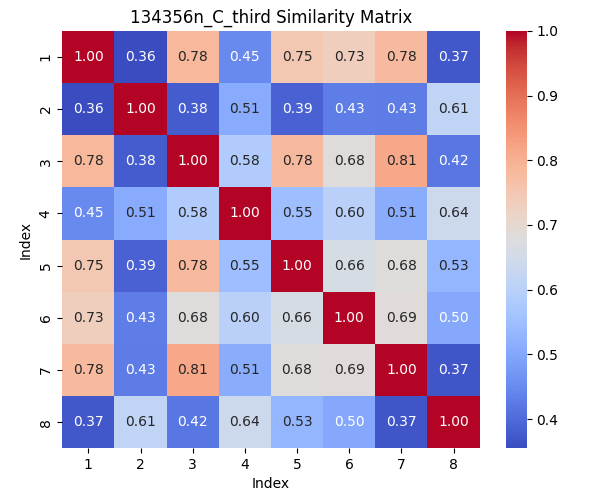 134356n_C_third Similarity Matrix
1 1.00 0.36 0.78 0.45 0.75 0.73 0.78 0.37
2 0.36 1.00 0.38 0.51 0.39 0.43 0.43 0.61
3 0.78 0.38 1.00 0.58 0.78 0.68 0.81 0.42
4 0.45 0.51 0.58 1.00 0.55 0.60 0.51 0.64
5 0.75 0.39 0.78 0.55 1.00 0.66 0.68 0.53
6 0.73 0.43 0.68 0.60 0.66 1.00 0.69 0.50
7 0.78 0.43 0.81 0.51 0.68 0.69 1.00 0.37
8 0.37 0.61 0.42 0.64 0.53 0.50 0.37 1.00
1 2 3 4 5 6 7 8
Index
Index
1.0
0.9
0.8
0.7
0.6
0.5
0.4